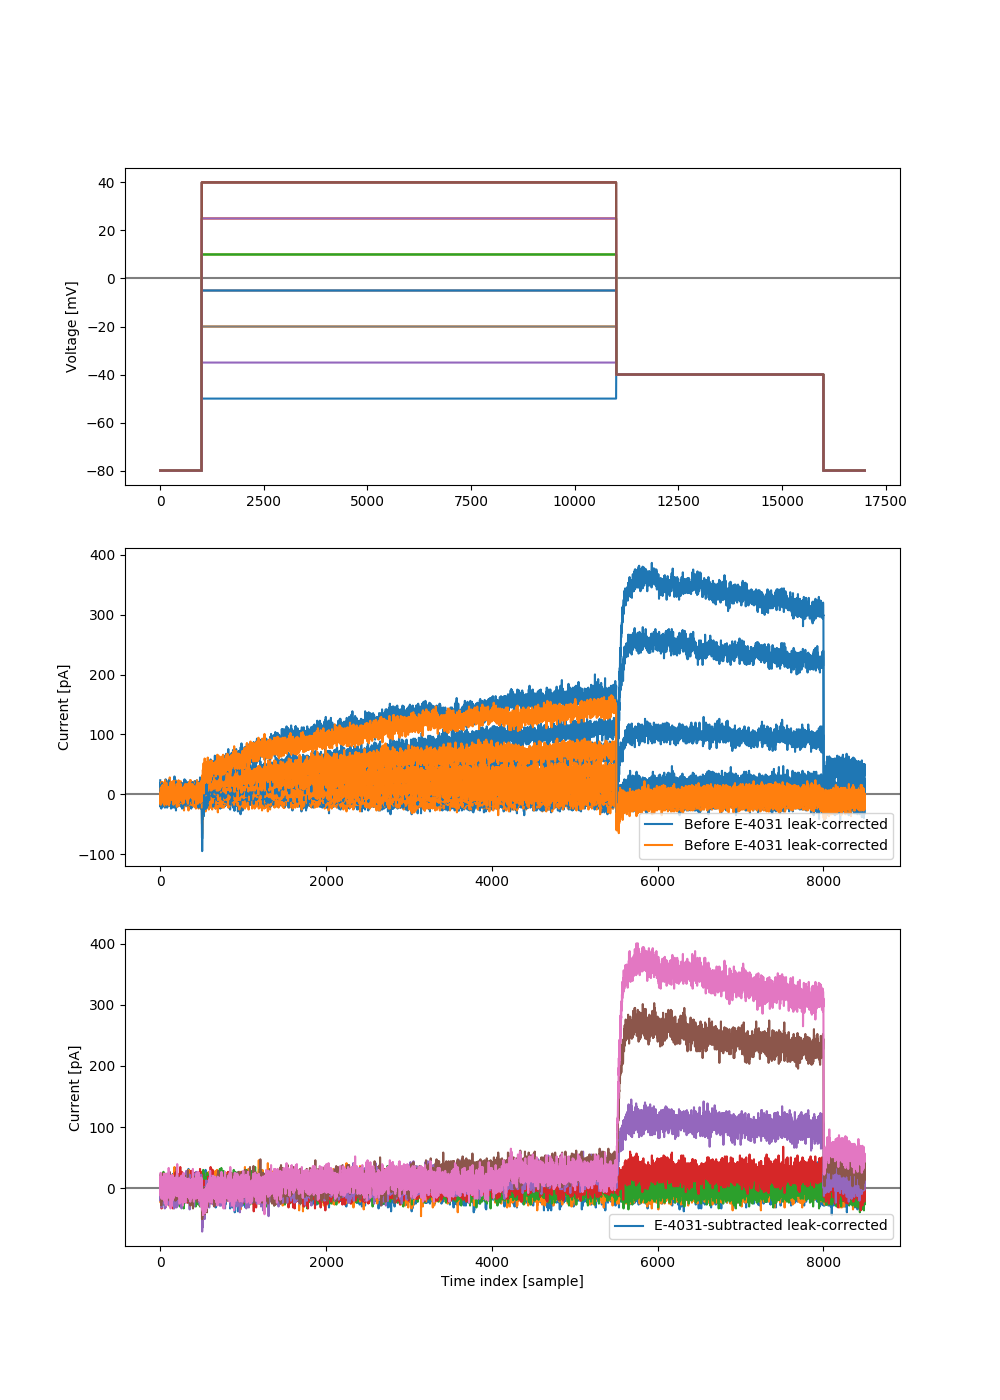 40
20
0
−20
−40
−60
−80
Voltage [mV]
0 2500 5000 7500 10000 12500 15000 17500
400
300
200
100
0
−100
Current [pA]
Before E-4031 leak-corrected
Before E-4031 leak-corrected
0 2000 4000 6000 8000
400
300
200
100
0
Current [pA]
E-4031-subtracted leak-corrected
0 2000 4000 6000 8000
Time index [sample]